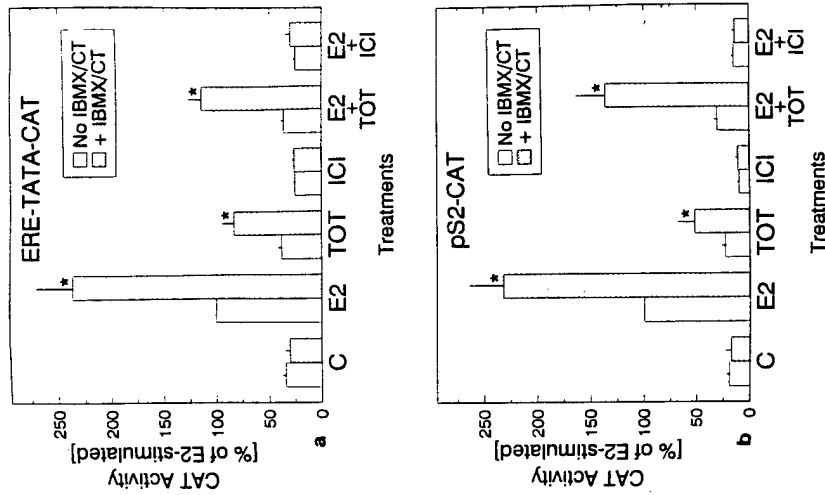 ERE-TATA-CAT
No IBMX/CT
+ IBMX/CT
CAT Activity
[% of E2-stimulated]
250
200
150
100
50
0
a
C
E2
*
TOT
*
ICI
E2
+
TOT
*
E2
+
ICI
Treatments
pS2-CAT
No IBMX/CT
+ IBMX/CT
CAT Activity
[% of E2-stimulated]
250
200
150
100
50
0
b
C
E2
*
TOT
*
ICI
E2
+
TOT
*
E2
+
ICI
Treatments